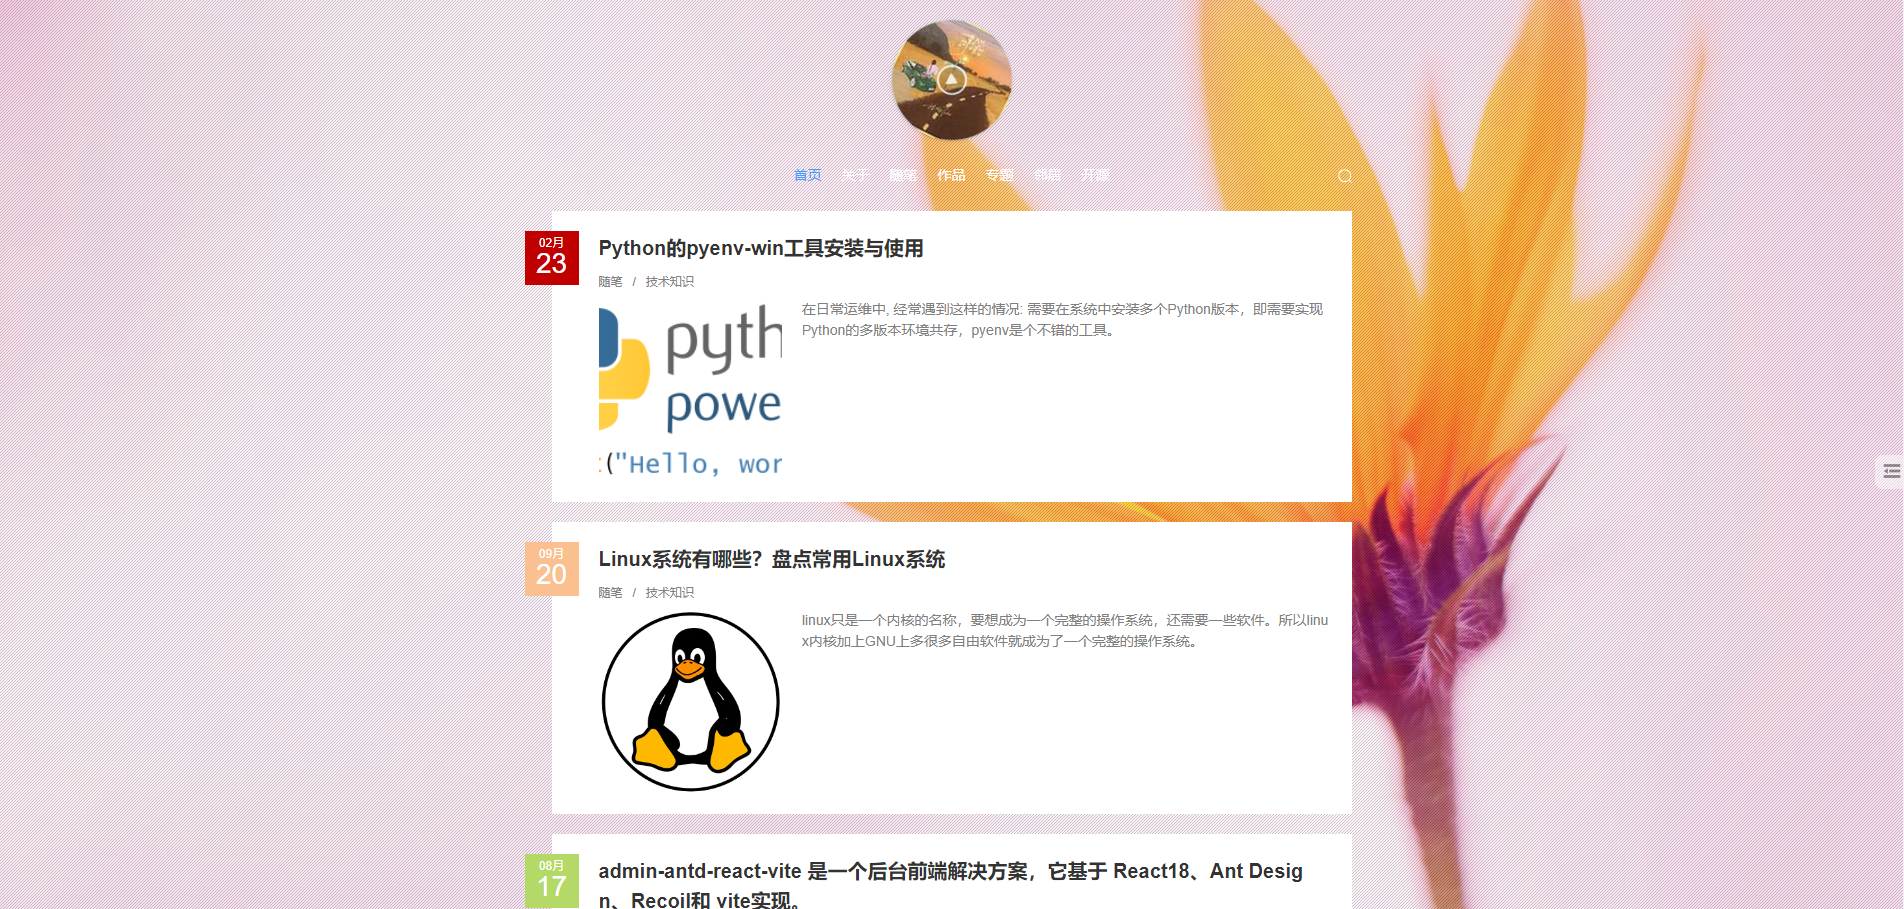 首页 关于 随笔 作品 专题 邻居 开源
02月
23
Python的pyenv-win工具安装与使用
随笔 / 技术知识
在日常运维中, 经常遇到这样的情况: 需要在系统中安装多个Python版本，即需要实现
Python的多版本环境共存，pyenv是个不错的工具。
pyth
powe
("Hello, wor
09月
20
Linux系统有哪些？盘点常用Linux系统
随笔 / 技术知识
linux只是一个内核的名称，要想成为一个完整的操作系统，还需要一些软件。所以linu
x内核加上GNU上多很多自由软件就成为了一个完整的操作系统。
08月
17
admin-antd-react-vite 是一个后台前端解决方案，它基于 React18、Ant Desig
n、Recoil和 vite实现。